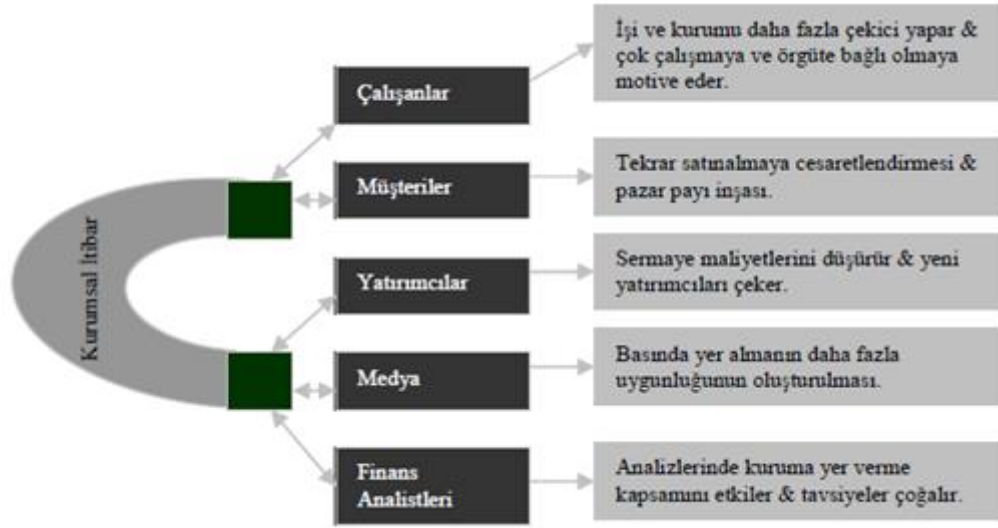 Kurumsal İtibar
Çalışanlar
İşi ve kurumu daha fazla çekici yapar &
çok çalışmaya ve örgüte bağlı olmaya
motive eder.
Müşteriler
Tekrar satınalmaya cesaretlendirmesi &
pazar payı inşası.
Yatırımcılar
Sermaye maliyetlerini düşürür & yeni
yatırımcıları çeker.
Medya
Basında yer almanın daha fazla
uygunluğunun oluşturulması.
Finans
Analistleri
Analizlerinde kuruma yer verme
kapsamını etkiler & tavsiyeler çoğalır.